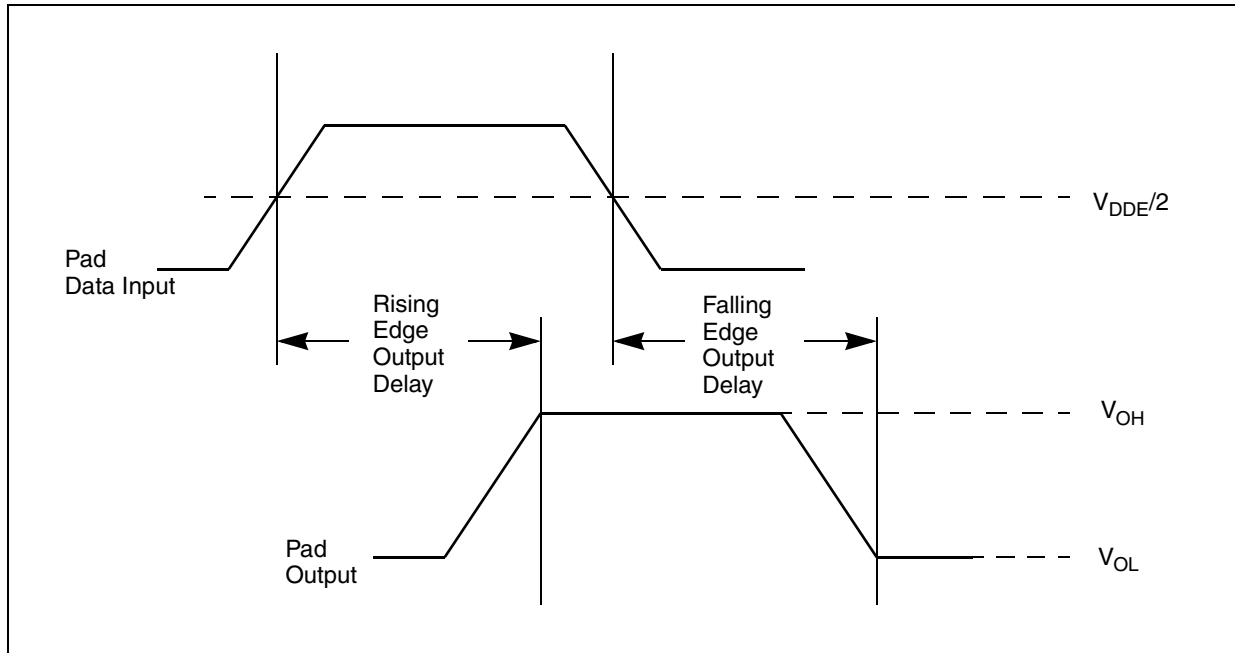 V_DDE/2
Pad
Data Input
Rising
Edge
Output
Delay
Falling
Edge
Output
Delay
V_OH
Pad
Output
V_OL